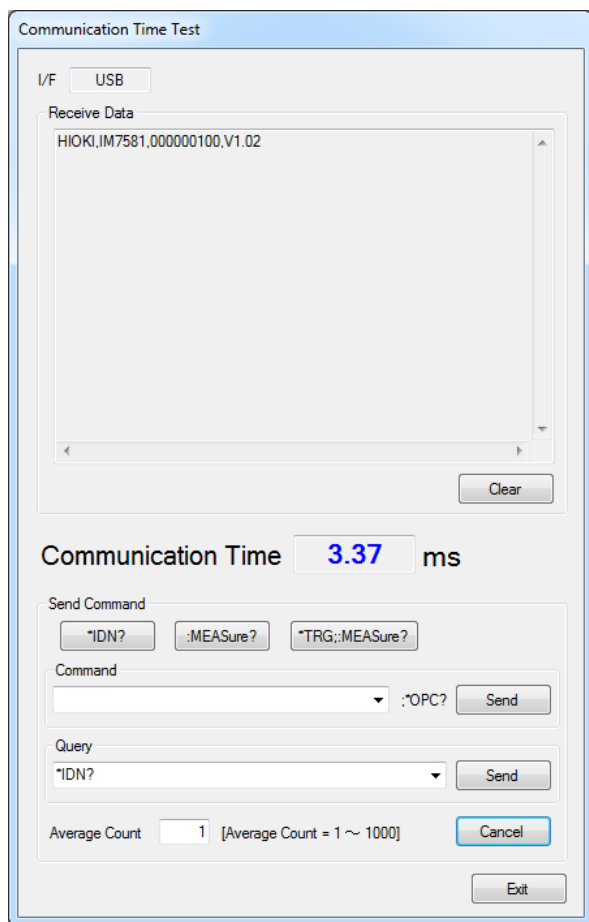 Communication Time Test
I/F USB
Receive Data
HIOKI,IM7581,000000100,V1.02
Clear
Communication Time 3.37 ms
Send Command
*IDN? :MEASure? *TRG;:MEASure?
Command
;*OPC? Send
Query
*IDN? Send
Average Count 1 [Average Count = 1 ～ 1000] Cancel
Exit